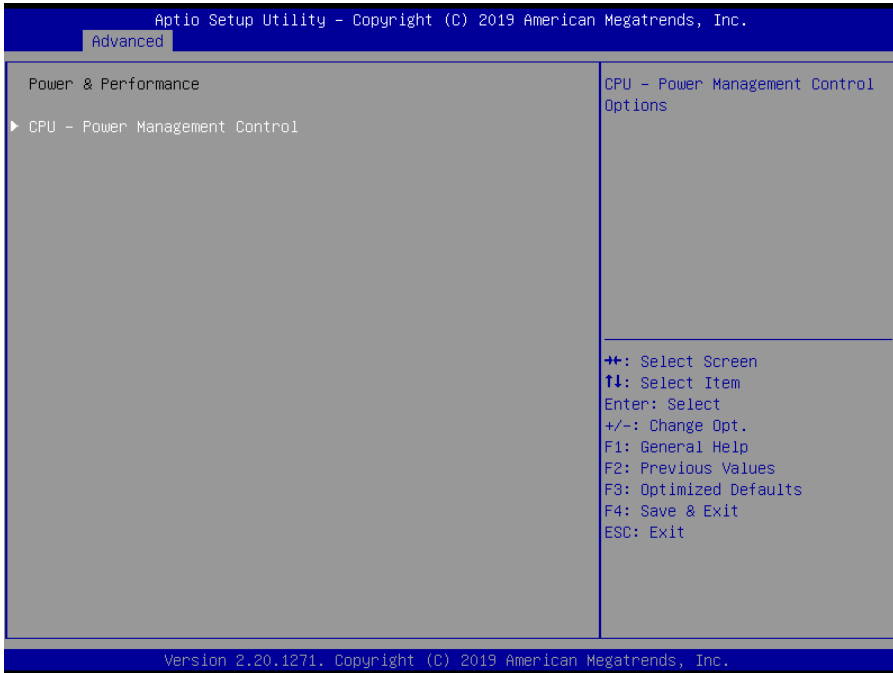 Aptio Setup Utility – Copyright (C) 2019 American Megatrends, Inc.
Advanced
Power & Performance
▶ CPU – Power Management Control
CPU – Power Management Control
Options
→←: Select Screen
↑↓: Select Item
Enter: Select
+/-: Change Opt.
F1: General Help
F2: Previous Values
F3: Optimized Defaults
F4: Save & Exit
ESC: Exit
Version 2.20.1271. Copyright (C) 2019 American Megatrends, Inc.